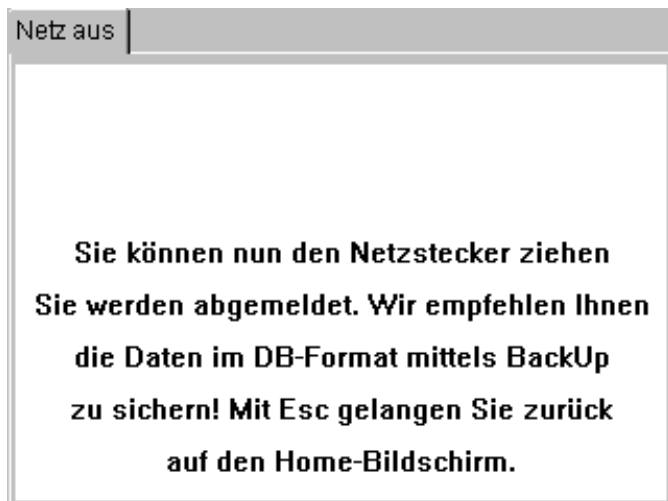 Netz aus
Sie können nun den Netzstecker ziehen
Sie werden abgemeldet. Wir empfehlen Ihnen
die Daten im DB-Format mittels BackUp
zu sichern! Mit Esc gelangen Sie zurück
auf den Home-Bildschirm.